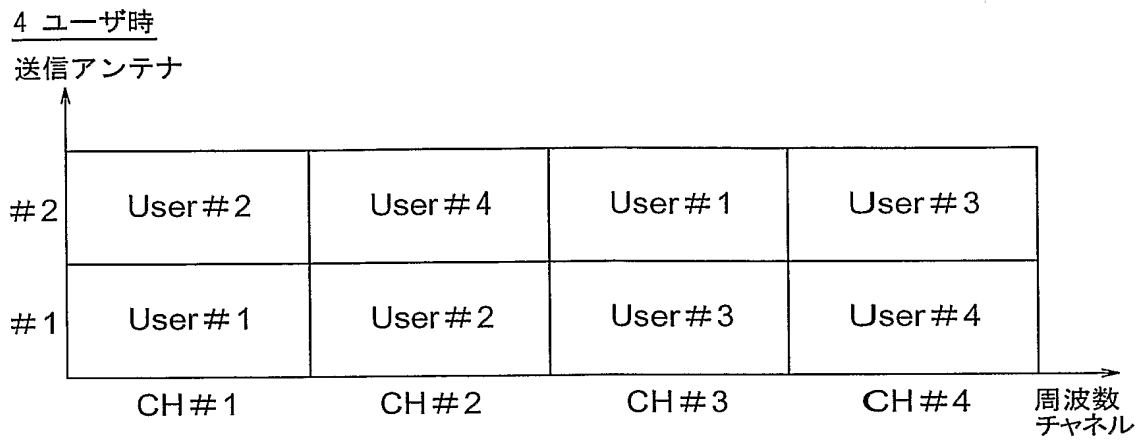 4 ユーザ時
送信アンテナ
#2 User#2 User#4 User#1 User#3
#1 User#1 User#2 User#3 User#4
CH#1 CH#2 CH#3 CH#4 周波数
チャネル